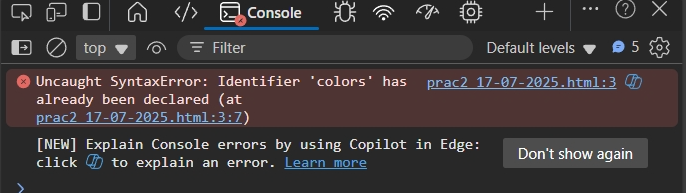 Console
top
Filter
Default levels
5
Uncaught SyntaxError: Identifier 'colors' has prac2 17-07-2025.html:3
already been declared (at
prac2 17-07-2025.html:3:7)
[NEW] Explain Console errors by using Copilot in Edge:
click to explain an error. Learn more
Don't show again